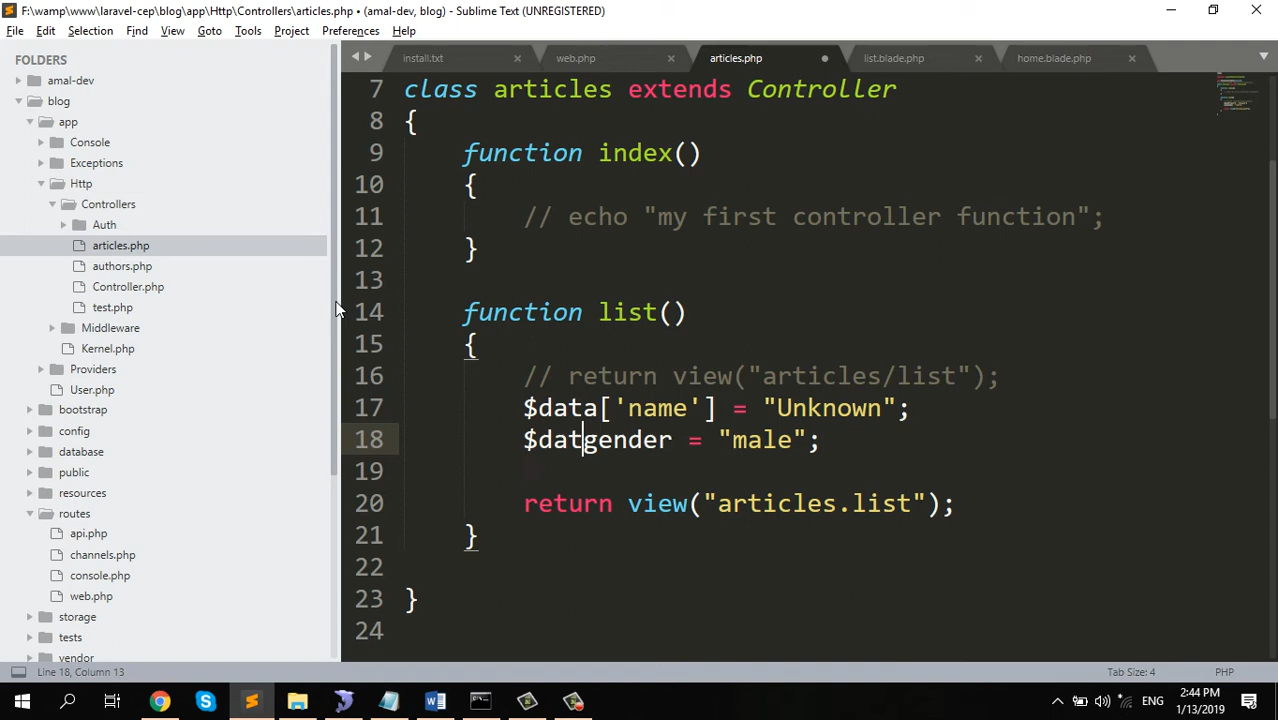 F:\wamp\www\laravel-cep\blog\app\Http\Controllers\articles.php • (amal-dev, blog) - Sublime Text (UNREGISTERED)
File Edit Selection Find View Goto Tools Project Preferences Help
FOLDERS
amal-dev
blog
app
Console
Exceptions
Http
Controllers
Auth
articles.php
authors.php
Controller.php
test.php
Middleware
Kernel.php
Providers
User.php
bootstrap
config
database
public
resources
routes
api.php
channels.php
console.php
web.php
storage
tests
vendor
install.txt web.php articles.php list.blade.php home.blade.php
7 class articles extends Controller
8 {
9 function index()
10 {
11 // echo "my first controller function";
12 }
13
14 function list()
15 {
16 // return view("articles/list");
17 $data['name'] = "Unknown";
18 $datgender = "male";
19
20 return view("articles.list");
21 }
22
23 }
24
Line 18, Column 13 Tab Size: 4 PHP
ENG 2:44 PM
1/13/2019